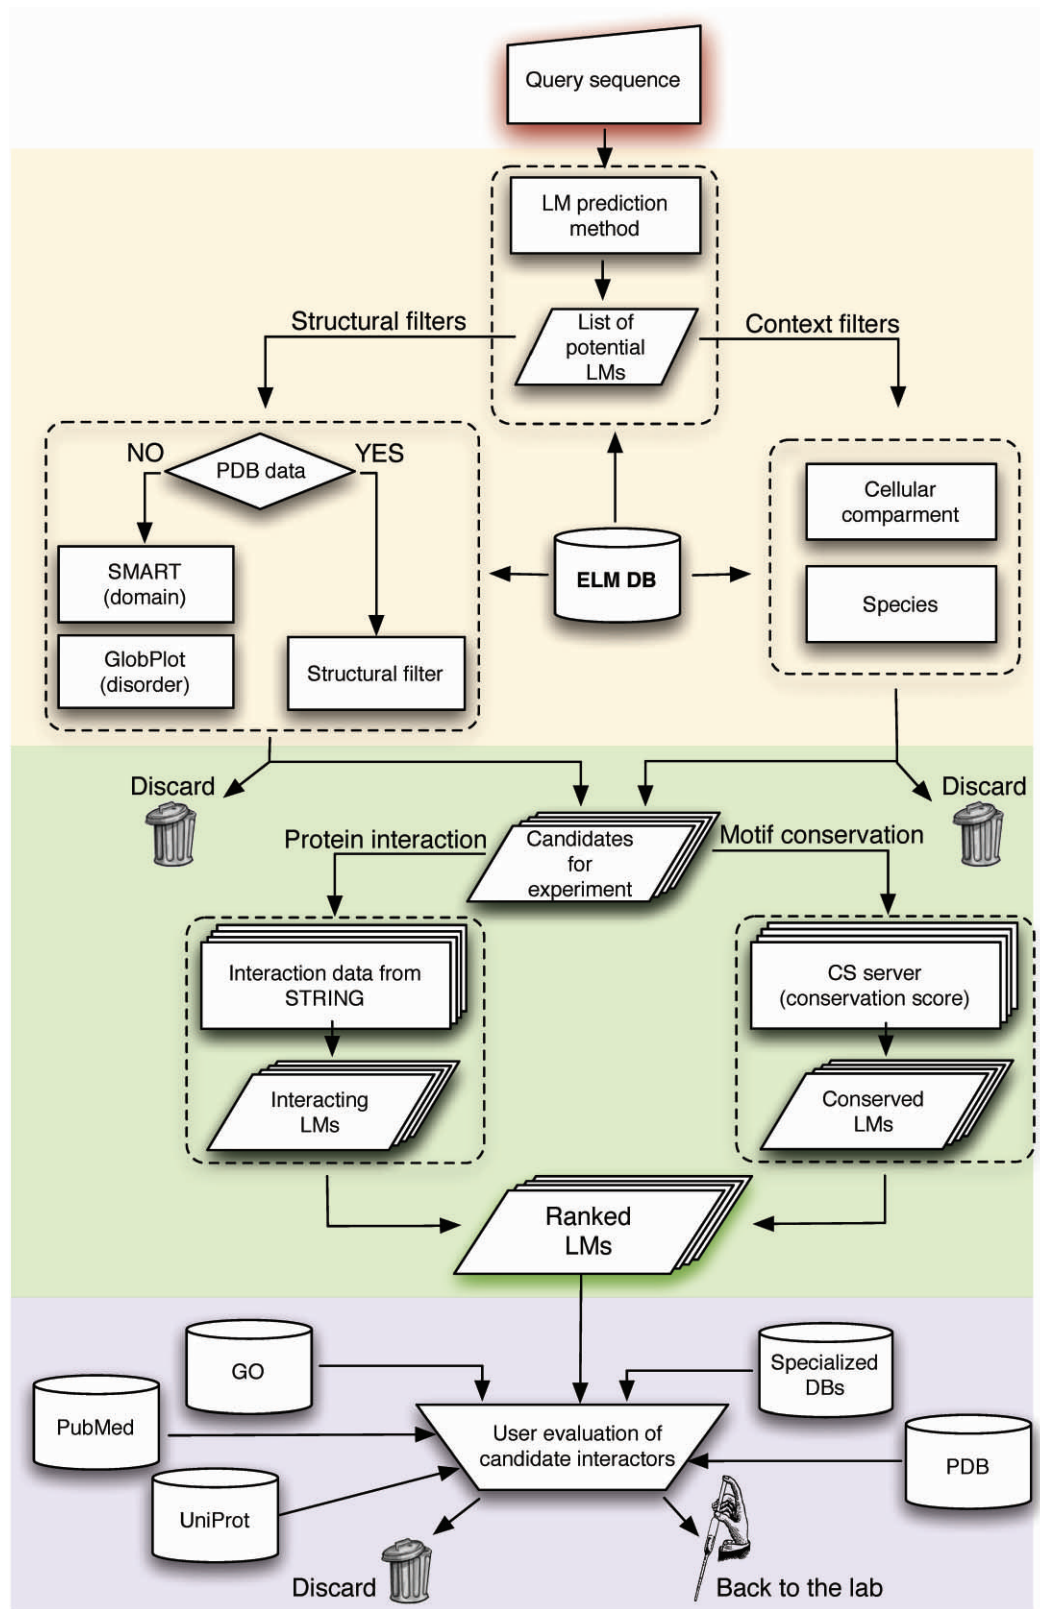 Query sequence
LM prediction
method
Structural filters
List of
potential
LMs
Context filters
NO
PDB data
YES
SMART
(domain)
GlobPlot
(disorder)
Structural filter
ELM DB
Cellular
comparment
Species
Discard
Discard
Protein interaction
Candidates
for
experiment
Motif conservation
Interaction data from
STRING
Interacting
LMs
CS server
(conservation score)
Conserved
LMs
Ranked
LMs
GO
Specialized
DBs
PubMed
User evaluation of
candidate interactors
PDB
UniProt
Discard
Back to the lab